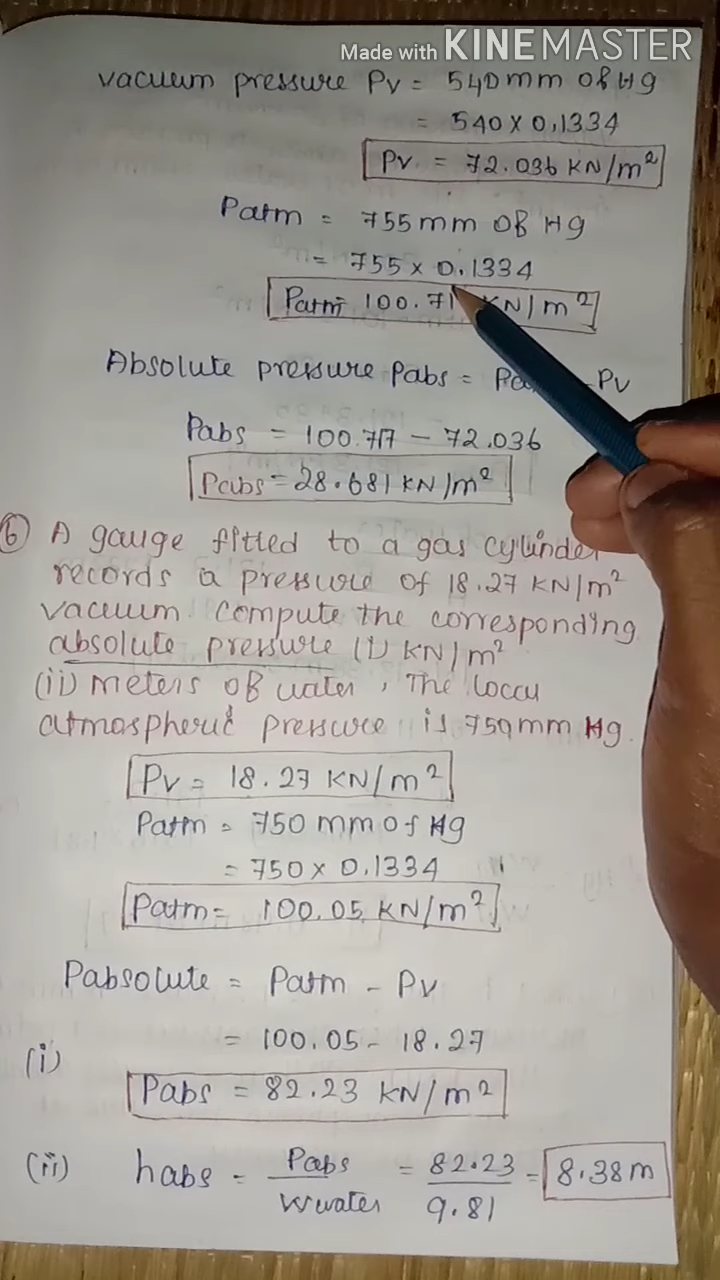 Made with KINEMASTER
vacuum pressure Pv = 540 mm Of Hg
= 540 x 0.1334
Pv = 72.036 KN/m²
Patm = 755 mm Of Hg
= 755 x 0.1334
Patm= 100.71 KN/m²
Absolute pressure Pabs = - Pv
Pabs = 100.717 - 72.036
Pabs = 28.681 KN/m²
⑥ A gauge fitted to a gas cylinder
records a pressure of 18.27 KN/m²
vacuum. compute the corresponding
absolute pressure (i) KN/m²
(ii) meters Of water, The local
atmospheric pressure is 750mm Hg.
Pv = 18.27 KN/m²
Patm = 750 mm of Hg
= 750 x 0.1334
Patm = 100.05 KN/m²
Pabsolute = Patm - Pv
= 100.05 - 18.27
(i) Pabs = 82.23 KN/m²
(ii) habs = Pabs / Wwater = 82.23 / 9.81 = 8.38m